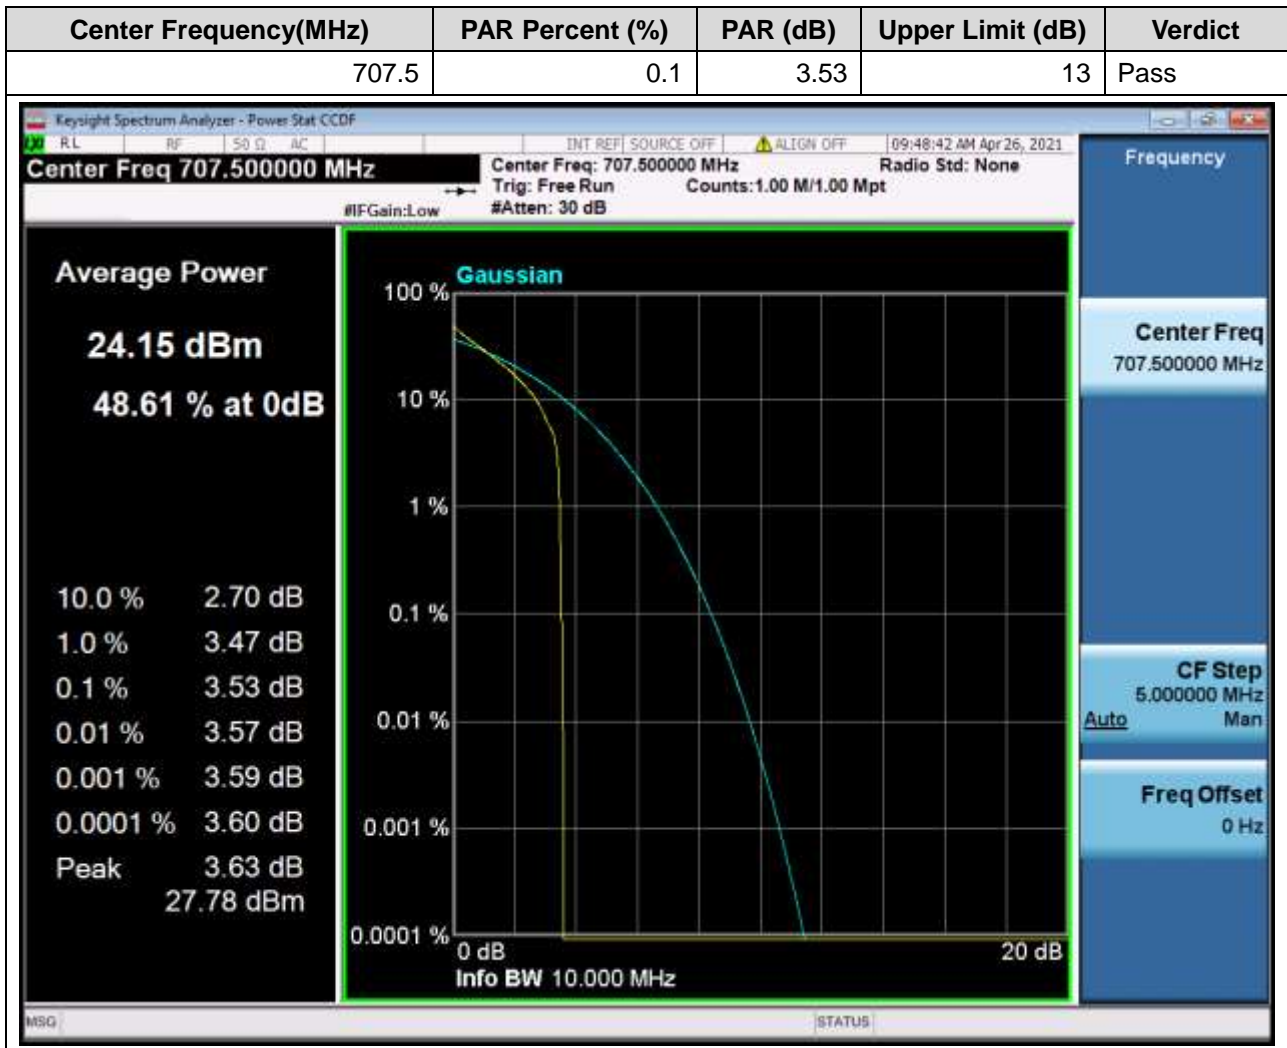 Center Frequency(MHz) PAR Percent (%) PAR (dB) Upper Limit (dB) Verdict
707.5 0.1 3.53 13 Pass
Keysight Spectrum Analyzer - Power Stat CCDF
RL RF 50 Ω AC INT REF SOURCE OFF ALIGN OFF 09:48:42 AM Apr 26, 2021
Center Freq 707.500000 MHz Center Freq: 707.500000 MHz Radio Std: None
Trig: Free Run Counts:1.00 M/1.00 Mpt
#IFGain:Low #Atten: 30 dB
Frequency
Average Power
24.15 dBm
48.61 % at 0dB
10.0 % 2.70 dB
1.0 % 3.47 dB
0.1 % 3.53 dB
0.01 % 3.57 dB
0.001 % 3.59 dB
0.0001 % 3.60 dB
Peak 3.63 dB
27.78 dBm
Gaussian
100 %
10 %
1 %
0.1 %
0.01 %
0.001 %
0.0001 %
0 dB 20 dB
Info BW 10.000 MHz
Center Freq
707.500000 MHz
CF Step
5.000000 MHz
Auto Man
Freq Offset
0 Hz
MSG STATUS